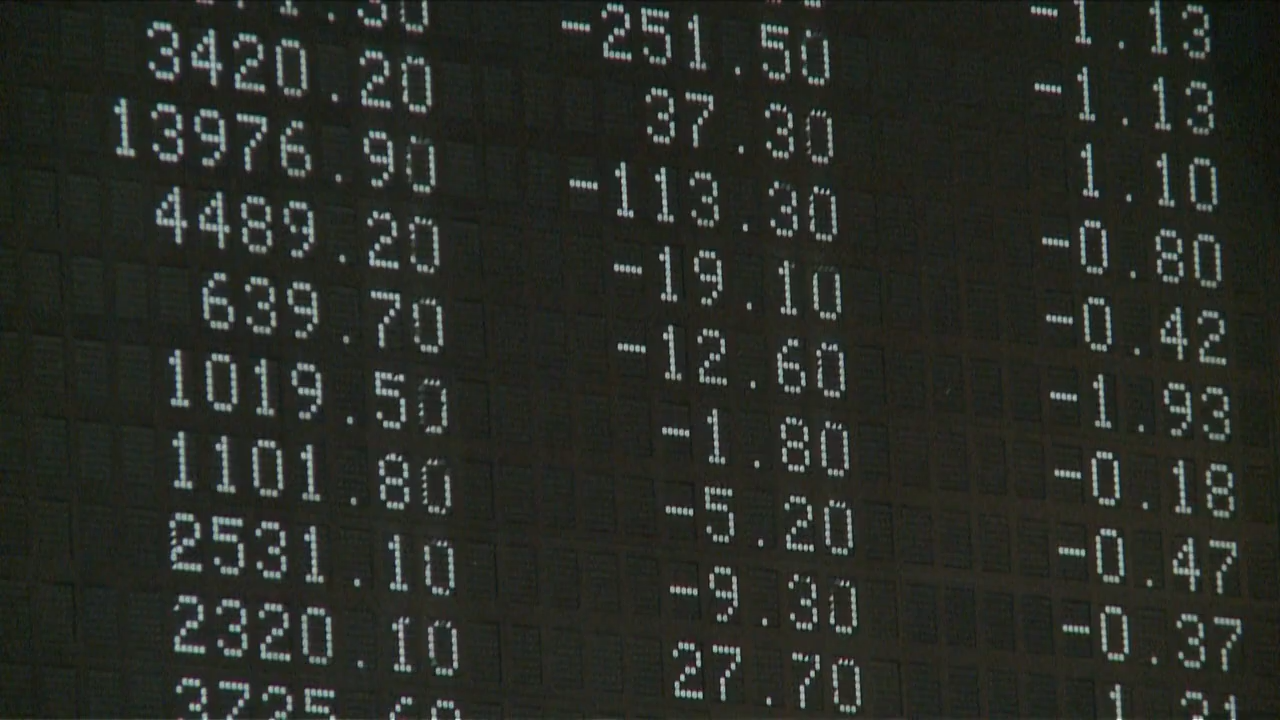 -1.13
-251.50 -1.13
3420.20 37.30 1.10
13976.90 -113.30 -0.80
4489.20 -19.10 -0.42
639.70 -12.60 -1.93
1019.50 -1.80 -0.18
1101.80 -5.20 -0.47
2531.10 -9.30 -0.37
2320.10 27.70